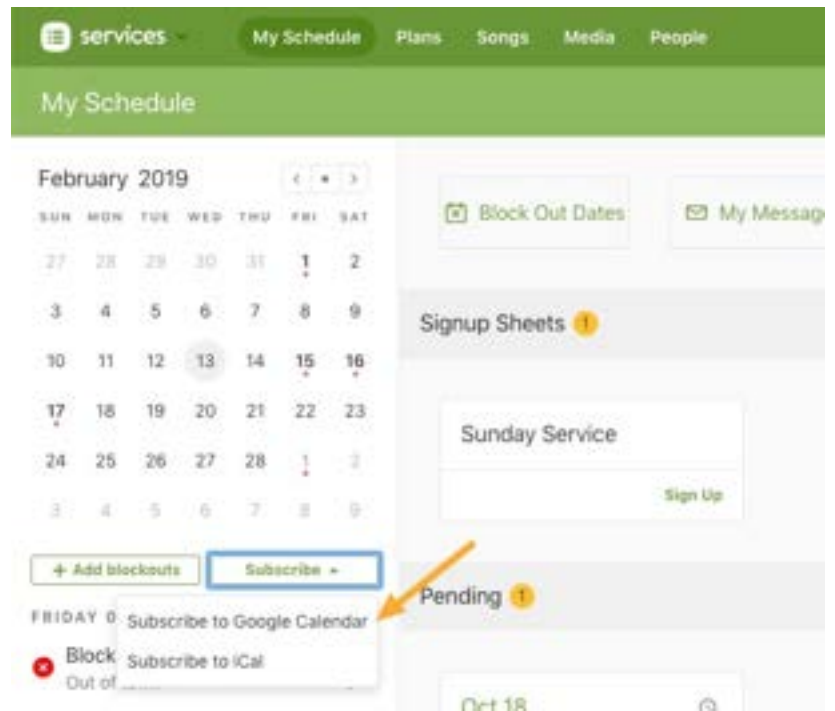 services
My Schedule
Plans
Songs
Media
People
My Schedule
February 2019
SUN MON TUE WED THU FRI SAT
27 28 29 30 31 1 2
3 4 5 6 7 8 9
10 11 12 13 14 15 16
17 18 19 20 21 22 23
24 25 26 27 28 1 2
3 4 5 6 7 8 9
+ Add blockouts
Subscribe
FRIDAY 0
Subscribe to Google Calendar
Subscribe to iCal
Block
Out of
Block Out Dates
My Messag
Signup Sheets 1
Sunday Service
Sign Up
Pending 1
Oct 18